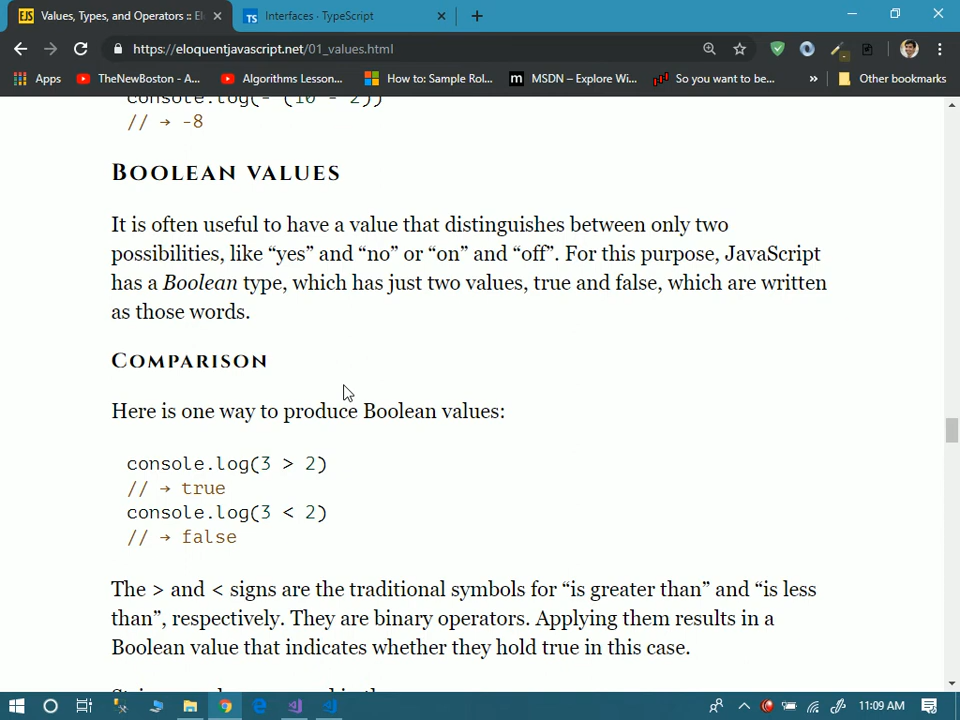 Values, Types, and Operators :: El
Interfaces · TypeScript
https://eloquentjavascript.net/01_values.html
Apps
TheNewBoston - A...
Algorithms Lesson...
How to: Sample Rol...
MSDN – Explore Wi...
So you want to be...
»
Other bookmarks
console.log(- (10 - 2))
// → -8
BOOLEAN VALUES
It is often useful to have a value that distinguishes between only two
possibilities, like “yes” and “no” or “on” and “off”. For this purpose, JavaScript
has a Boolean type, which has just two values, true and false, which are written
as those words.
COMPARISON
Here is one way to produce Boolean values:
console.log(3 > 2)
// → true
console.log(3 < 2)
// → false
The > and < signs are the traditional symbols for “is greater than” and “is less
than”, respectively. They are binary operators. Applying them results in a
Boolean value that indicates whether they hold true in this case.
11:09 AM